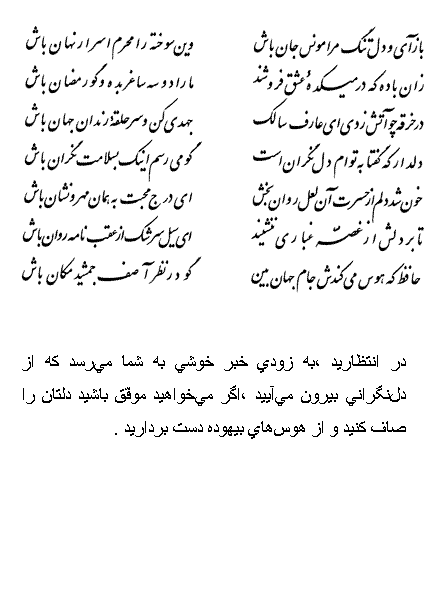 بازآی و دل تنگ مرا مونس جان باش وین سوخته را محرم اسرار نهان باش
زان باده که در میکدهٔ عشق فروشند ما را دو سه ساغر بده و گو رمضان باش
در خرقه چو آتش زدی ای عارف سالک جهدی کن و سر حلقهٔ رندان جهان باش
دلدار که گفتا به توام دل نگران است گو می رسم اینک بسلامت نگران باش
خون شد دلم از حسرت آن لعل روان بخش ای درج محبت به همان مهر و نشان باش
تا بر دلش از غصه غباری ننشیند ای سیل سرشک از عقب نامه روان باش
حافظ که هوس می کندش جام جهان بین گو در نظر آصف جمشید مکان باش
در انتظاريد ،به زودي خبر خوشي به شما مي‌رسد كه از
دل‌نگراني بيرون مي‌آييد ،اگر مي‌خواهيد موفق باشيد دلتان را
صاف كنيد و از هوس‌هاي بيهوده دست برداريد .